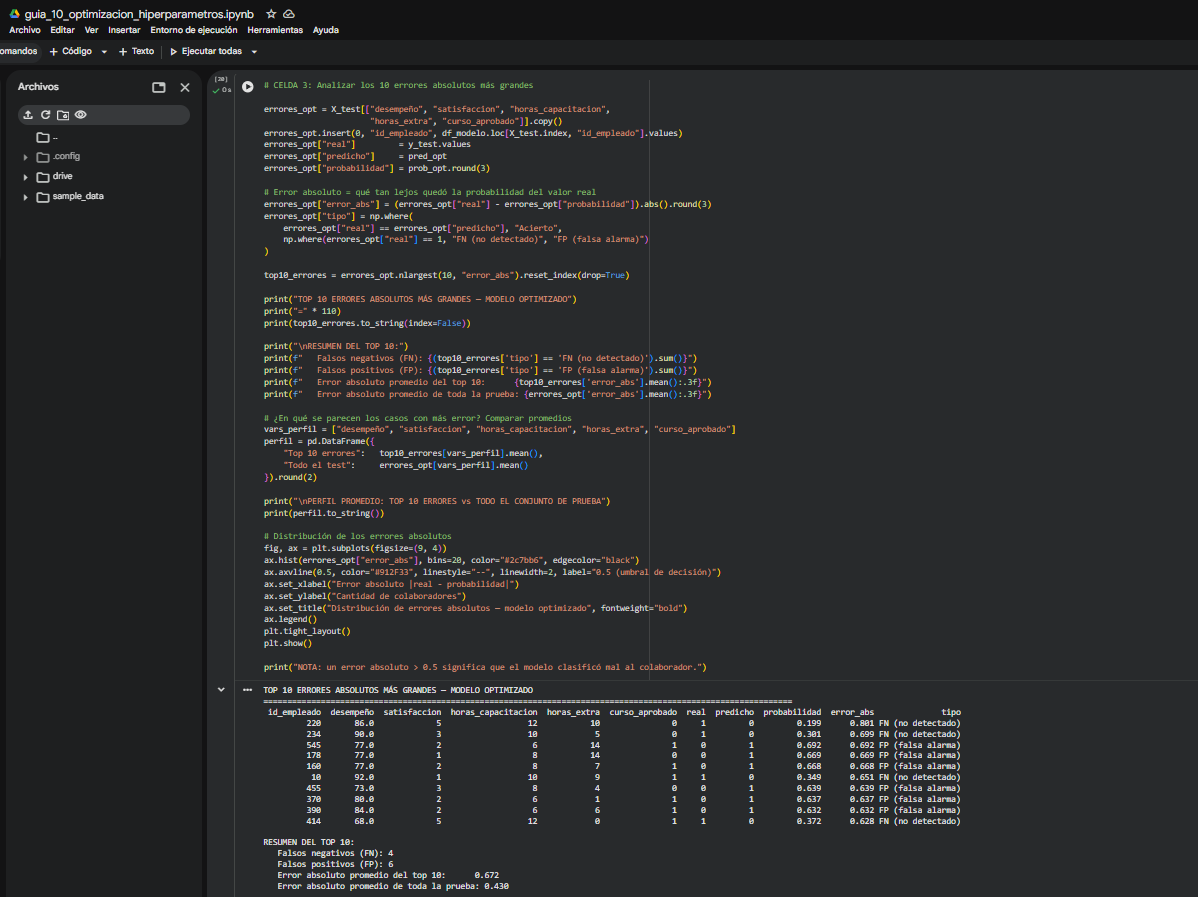 guia_10_optimizacion_hiperparametros.ipynb
Archivo Editar Ver Insertar Entorno de ejecución Herramientas Ayuda
omandos + Código + Texto Ejecutar todas
Archivos
..
.config
drive
sample_data
[20]
0 s
# CELDA 3: Analizar los 10 errores absolutos más grandes
errores_opt = X_test[["desempeño", "satisfaccion", "horas_capacitacion",
"horas_extra", "curso_aprobado"]].copy()
errores_opt.insert(0, "id_empleado", df_modelo.loc[X_test.index, "id_empleado"].values)
errores_opt["real"] = y_test.values
errores_opt["predicho"] = pred_opt
errores_opt["probabilidad"] = prob_opt.round(3)
# Error absoluto = qué tan lejos quedó la probabilidad del valor real
errores_opt["error_abs"] = (errores_opt["real"] - errores_opt["probabilidad"]).abs().round(3)
errores_opt["tipo"] = np.where(
errores_opt["real"] == errores_opt["predicho"], "Acierto",
np.where(errores_opt["real"] == 1, "FN (no detectado)", "FP (falsa alarma)")
)
top10_errores = errores_opt.nlargest(10, "error_abs").reset_index(drop=True)
print("TOP 10 ERRORES ABSOLUTOS MÁS GRANDES — MODELO OPTIMIZADO")
print("=" * 110)
print(top10_errores.to_string(index=False))
print("\nRESUMEN DEL TOP 10:")
print(f"   Falsos negativos (FN): {(top10_errores['tipo'] == 'FN (no detectado)').sum()}")
print(f"   Falsos positivos (FP): {(top10_errores['tipo'] == 'FP (falsa alarma)').sum()}")
print(f"   Error absoluto promedio del top 10:      {top10_errores['error_abs'].mean():.3f}")
print(f"   Error absoluto promedio de toda la prueba: {errores_opt['error_abs'].mean():.3f}")
# ¿En qué se parecen los casos con más error? Comparar promedios
vars_perfil = ["desempeño", "satisfaccion", "horas_capacitacion", "horas_extra", "curso_aprobado"]
perfil = pd.DataFrame({
"Top 10 errores": top10_errores[vars_perfil].mean(),
"Todo el test": errores_opt[vars_perfil].mean()
}).round(2)
print("\nPERFIL PROMEDIO: TOP 10 ERRORES vs TODO EL CONJUNTO DE PRUEBA")
print(perfil.to_string())
# Distribución de los errores absolutos
fig, ax = plt.subplots(figsize=(9, 4))
ax.hist(errores_opt["error_abs"], bins=20, color="#2c7bb6", edgecolor="black")
ax.axvline(0.5, color="#912F33", linestyle="--", linewidth=2, label="0.5 (umbral de decisión)")
ax.set_xlabel("Error absoluto |real - probabilidad|")
ax.set_ylabel("Cantidad de colaboradores")
ax.set_title("Distribución de errores absolutos — modelo optimizado", fontweight="bold")
ax.legend()
plt.tight_layout()
plt.show()
print("NOTA: un error absoluto > 0.5 significa que el modelo clasificó mal al colaborador.")
TOP 10 ERRORES ABSOLUTOS MÁS GRANDES — MODELO OPTIMIZADO
==============================================================================================================
id_empleado desempeño satisfaccion horas_capacitacion horas_extra curso_aprobado real predicho probabilidad error_abs tipo
220 86.0 5 12 10 0 1 0 0.199 0.801 FN (no detectado)
234 90.0 3 10 5 0 1 0 0.301 0.699 FN (no detectado)
545 77.0 2 6 14 1 0 1 0.692 0.692 FP (falsa alarma)
178 77.0 1 8 14 0 0 1 0.669 0.669 FP (falsa alarma)
160 77.0 2 8 7 1 0 1 0.668 0.668 FP (falsa alarma)
10 92.0 1 10 9 1 1 0 0.349 0.651 FN (no detectado)
455 73.0 3 8 4 0 0 1 0.639 0.639 FP (falsa alarma)
370 80.0 2 6 1 1 0 1 0.637 0.637 FP (falsa alarma)
390 84.0 2 6 6 1 0 1 0.632 0.632 FP (falsa alarma)
414 68.0 5 12 0 1 1 0 0.372 0.628 FN (no detectado)
RESUMEN DEL TOP 10:
Falsos negativos (FN): 4
Falsos positivos (FP): 6
Error absoluto promedio del top 10: 0.672
Error absoluto promedio de toda la prueba: 0.430